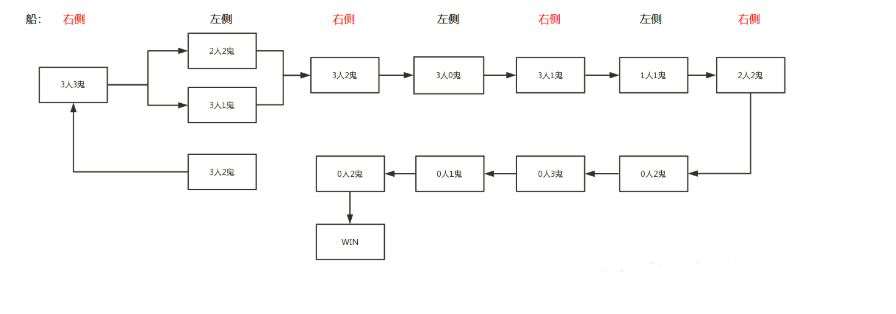 船： 右侧 左侧 右侧 左侧 右侧 左侧 右侧
2人2鬼
3人3鬼 3人2鬼 3人0鬼 3人1鬼 1人1鬼 2人2鬼
3人1鬼
3人2鬼 0人2鬼 0人1鬼 0人3鬼 0人2鬼
WIN